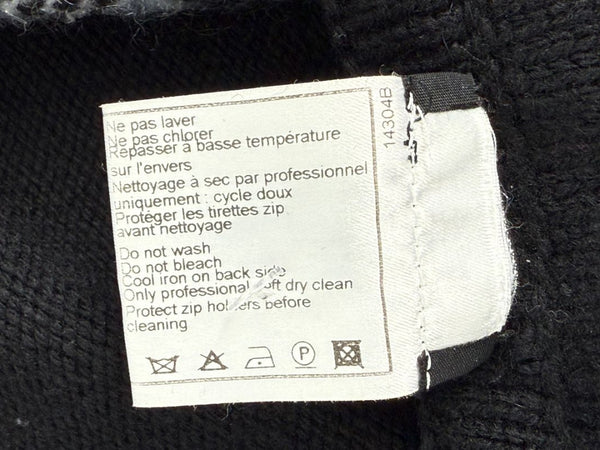 Ne pas laver
Ne pas chlorer
Repasser à basse température
sur l'envers
Nettoyage à sec par professionnel
uniquement : cycle doux
Protéger les tirettes zip
avant nettoyage
Do not wash
Do not bleach
Cool iron on back side
Only professional soft dry clean
Protect zip holders before
cleaning
P
14304B